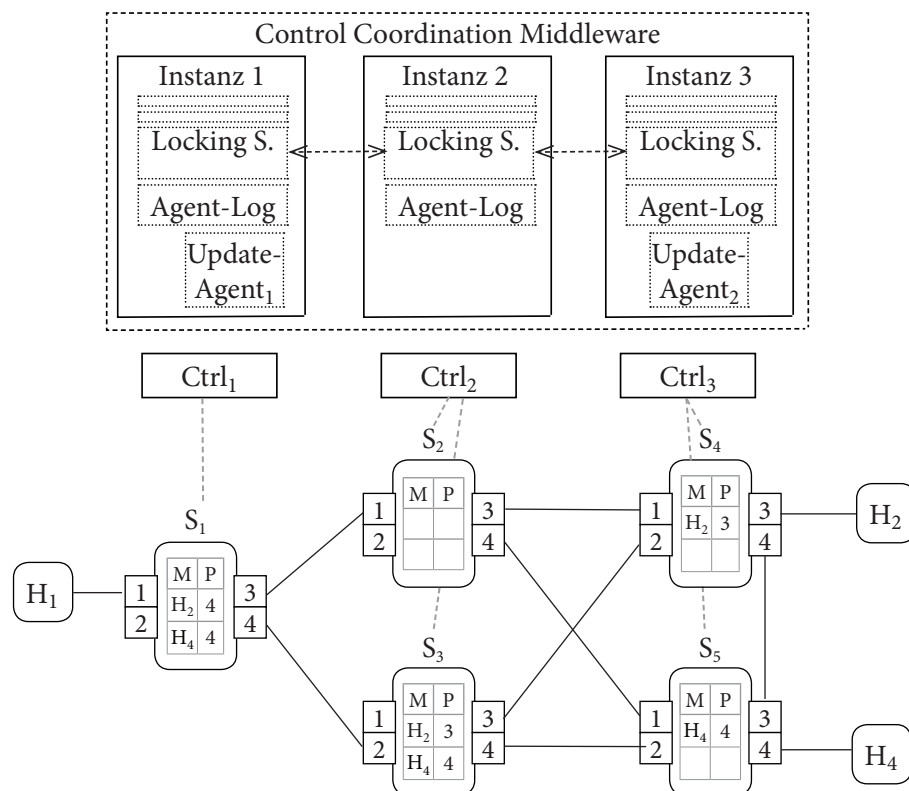 Control Coordination Middleware
Instanz 1 Instanz 2 Instanz 3
Locking S. Locking S. Locking S.
Agent-Log Agent-Log Agent-Log
Update- Update-
Agent₁ Agent₂
Ctrl₁ Ctrl₂ Ctrl₃
S₂ S₄
M P M P
1 3 1 H₂ 3 3 H₂
2 4 2 4
S₁
M P
H₁ 1 H₂ 4 3
2 H₄ 4 4
S₃ S₅
M P M P
1 H₂ 3 3 1 H₄ 4 3
2 H₄ 4 4 2 4 H₄